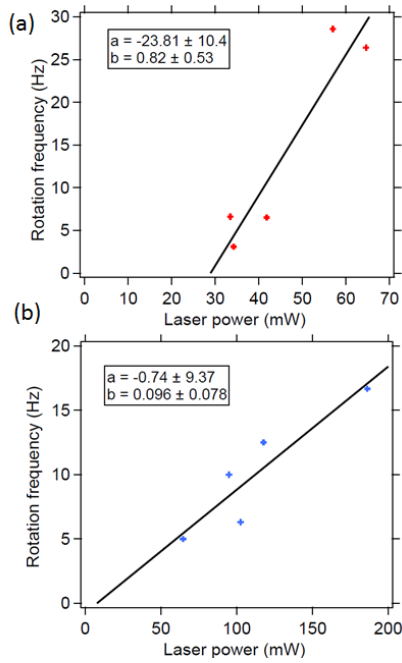 (a)
30
25
20
15
10
5
0
Rotation frequency (Hz)
a = -23.81 ± 10.4
b = 0.82 ± 0.53
0 10 20 30 40 50 60 70
Laser power (mW)
(b)
20
15
10
5
0
Rotation frequency (Hz)
a = -0.74 ± 9.37
b = 0.096 ± 0.078
0 50 100 150 200
Laser power (mW)